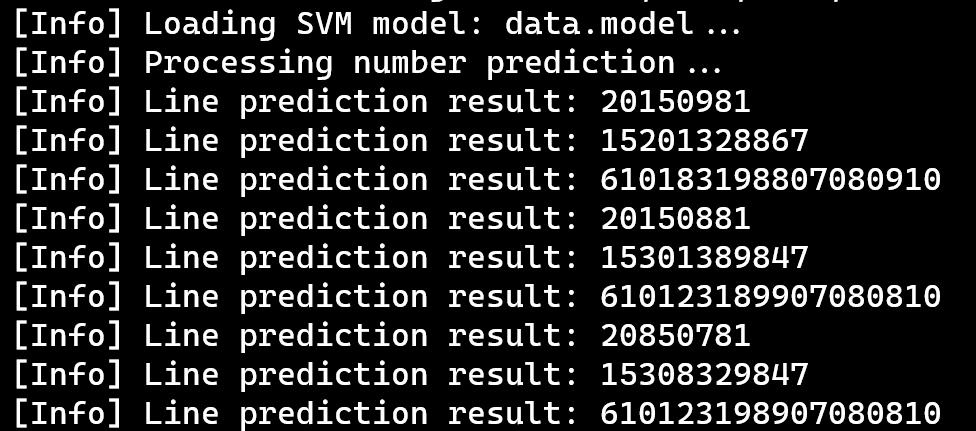 [Info] Loading SVM model: data.model...
[Info] Processing number prediction...
[Info] Line prediction result: 20150981
[Info] Line prediction result: 15201328867
[Info] Line prediction result: 610183198807080910
[Info] Line prediction result: 20150881
[Info] Line prediction result: 15301389847
[Info] Line prediction result: 610123189907080810
[Info] Line prediction result: 20850781
[Info] Line prediction result: 15308329847
[Info] Line prediction result: 610123198907080810